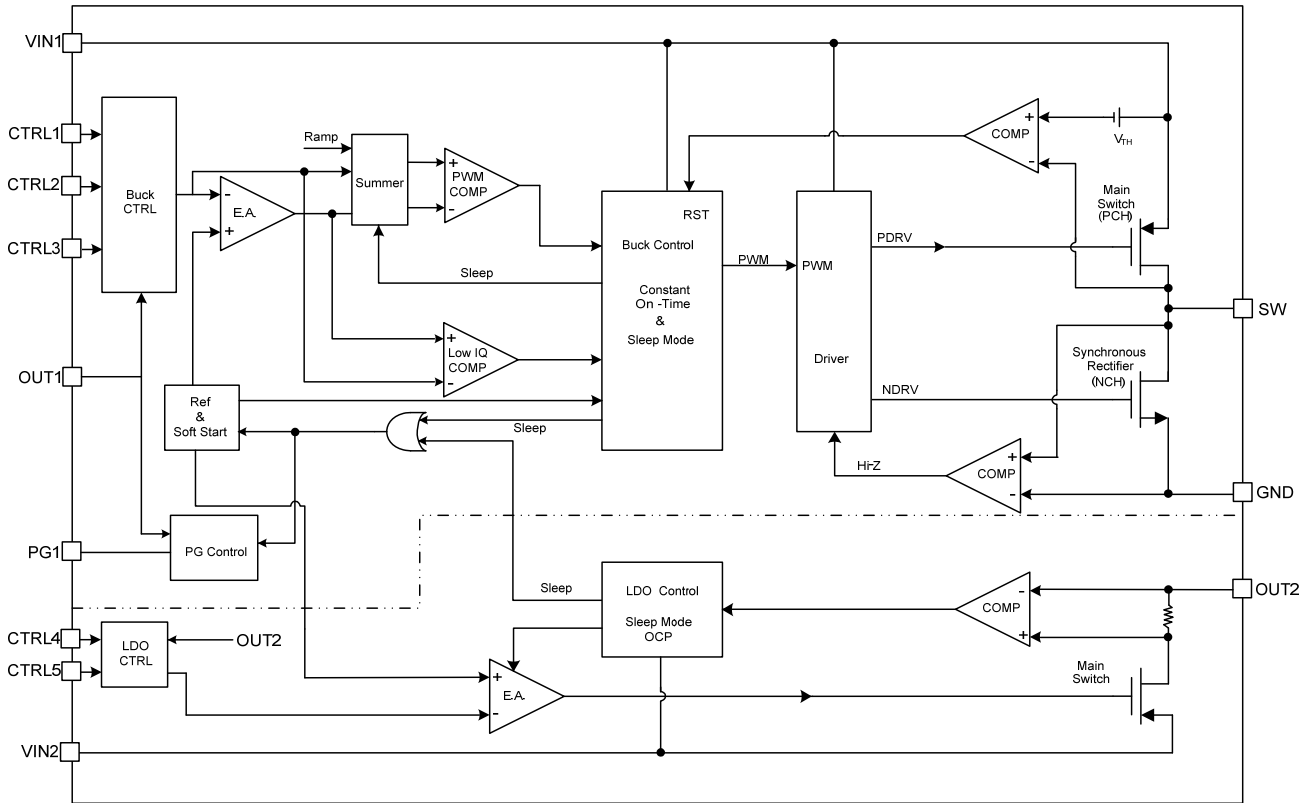 VIN1
CTRL1
CTRL2
CTRL3
OUT1
PG1
CTRL4
CTRL5
VIN2
Buck
CTRL
Ramp
Summer
-
E.A.
+
+
PWM
COMP
-
Sleep
+
Low IQ
COMP
-
Ref
&
Soft Start
Sleep
PG Control
RST
Buck Control
Constant
On -Time
&
Sleep Mode
PWM
PWM
Driver
PDRV
NDRV
Hi-Z
+
COMP
-
VTH
Main
Switch
(PCH)
SW
Synchronous
Rectifier
(NCH)
+
COMP
-
GND
LDO
CTRL
OUT2
Sleep
LDO Control
Sleep Mode
OCP
-
COMP
+
OUT2
+
E.A.
-
Main
Switch